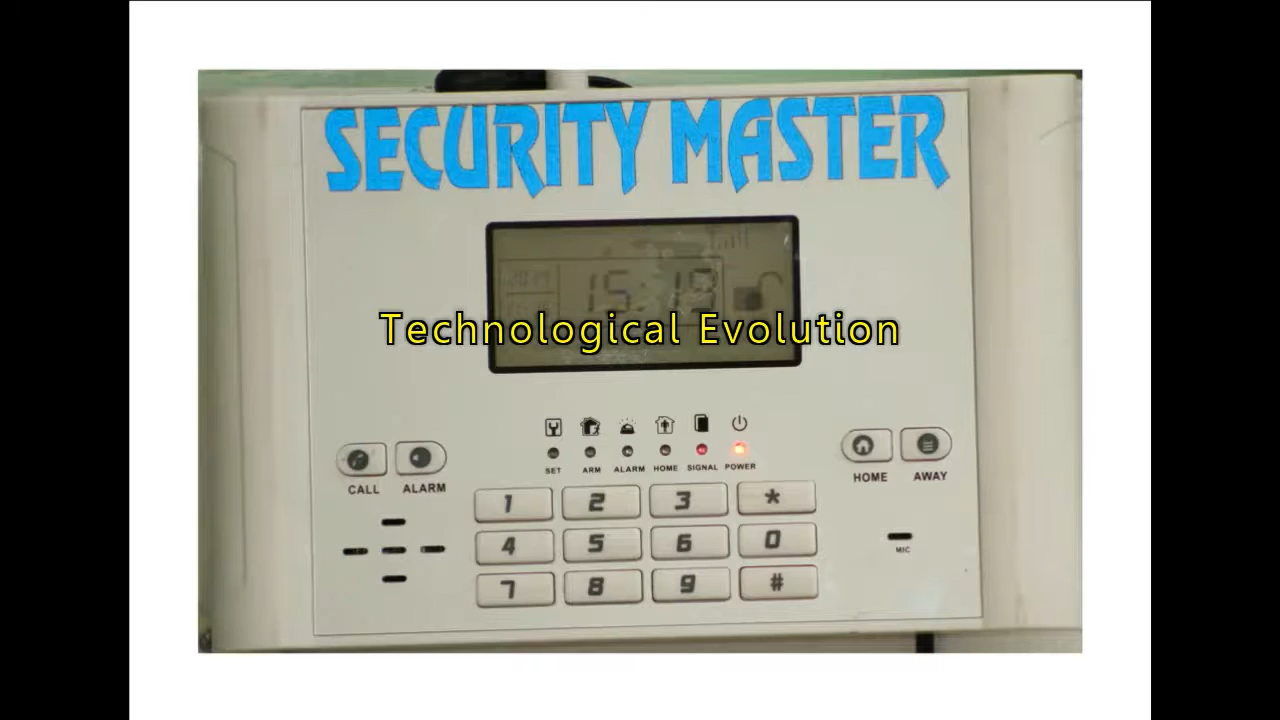 SECURITY MASTER
15:19
Technological Evolution
SET ARM ALARM HOME SIGNAL POWER
CALL ALARM
HOME AWAY
1 2 3 *
4 5 6 0
7 8 9 #
MIC